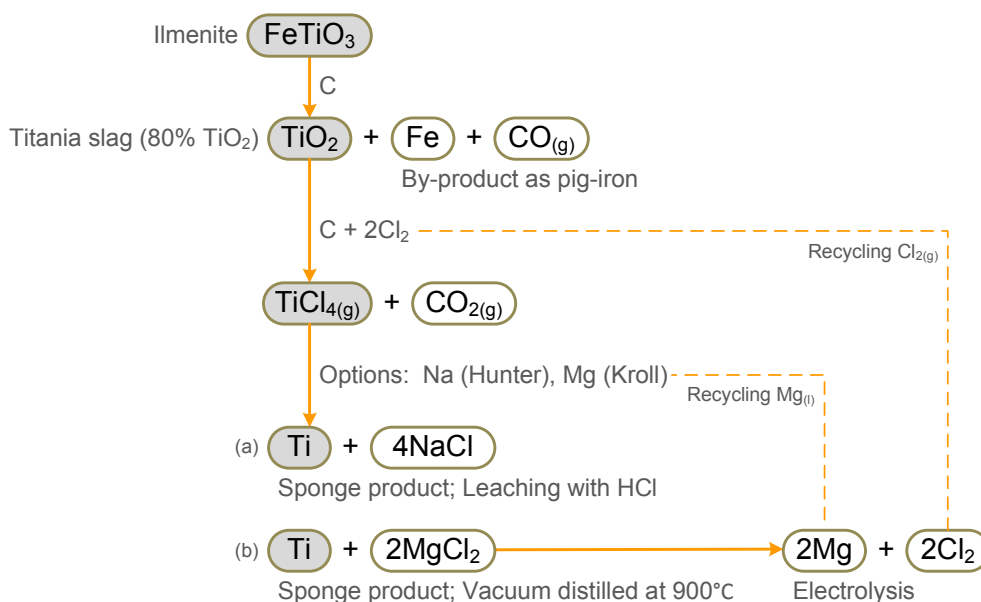 Ilmenite FeTiO₃
C
Titania slag (80% TiO₂) TiO₂ + Fe + CO₍g₎
By-product as pig-iron
C + 2Cl₂
Recycling Cl₂₍g₎
TiCl₄₍g₎ + CO₂₍g₎
Options: Na (Hunter), Mg (Kroll)
Recycling Mg₍l₎
(a) Ti + 4NaCl
Sponge product; Leaching with HCl
(b) Ti + 2MgCl₂ 2Mg + 2Cl₂
Sponge product; Vacuum distilled at 900°C Electrolysis